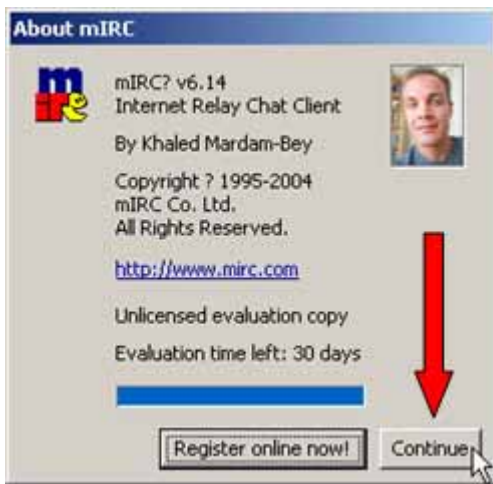 About mIRC
m
iRc
mIRC? v6.14
Internet Relay Chat Client
By Khaled Mardam-Bey
Copyright ? 1995-2004
mIRC Co. Ltd.
All Rights Reserved.
http://www.mirc.com
Unlicensed evaluation copy
Evaluation time left: 30 days
Register online now!
Continue